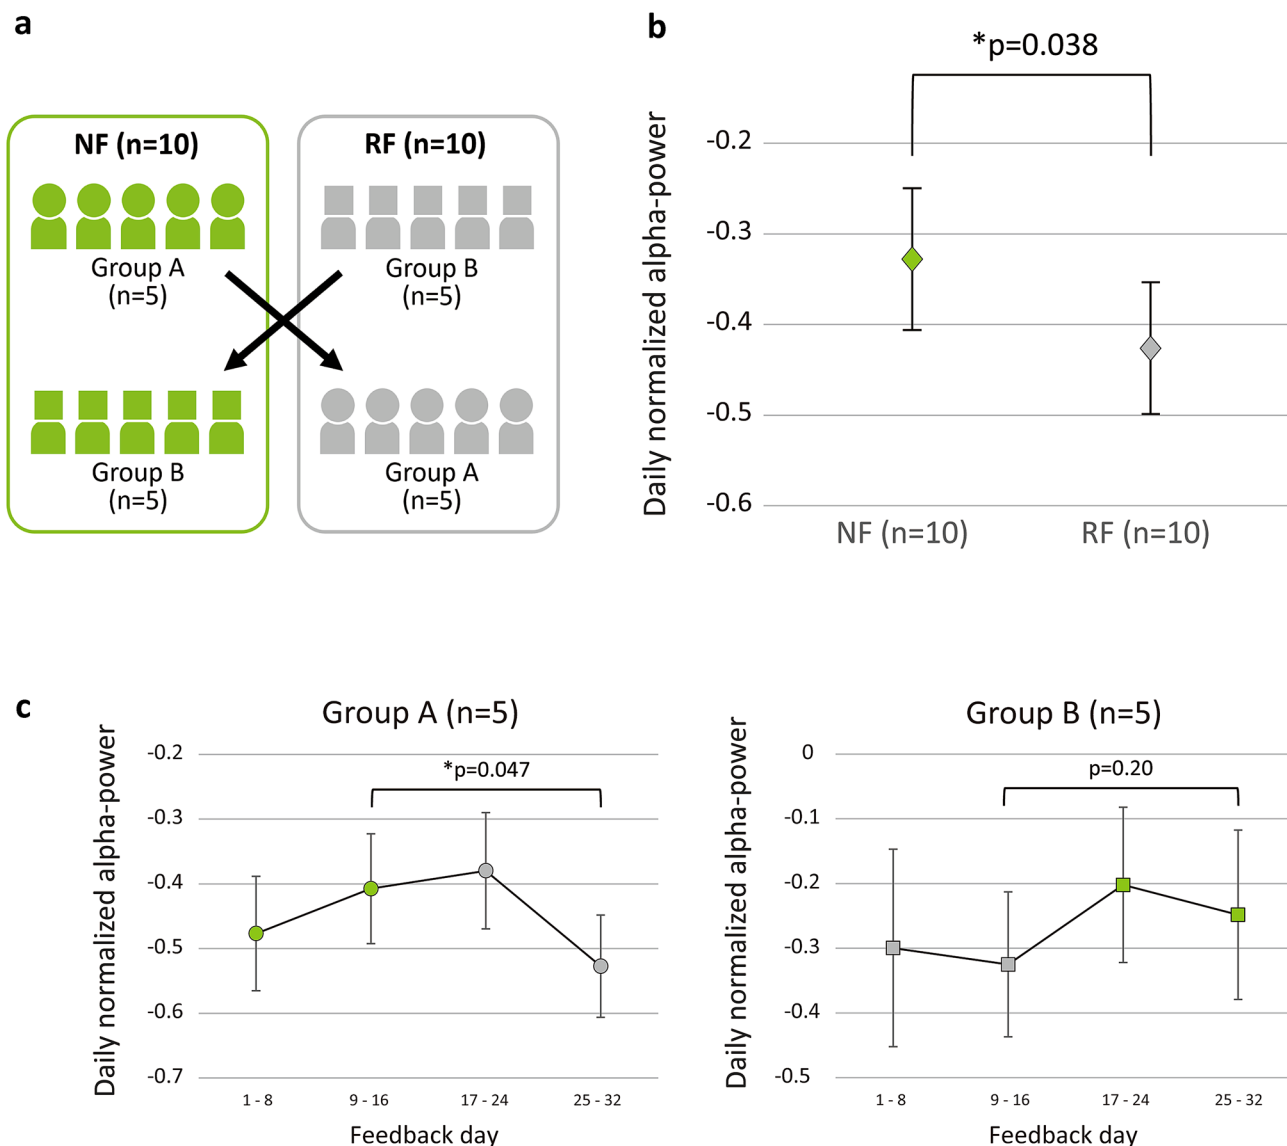 a
NF (n=10)
RF (n=10)
Group A
(n=5)
Group B
(n=5)
Group B
(n=5)
Group A
(n=5)
b
*p=0.038
Daily normalized alpha-power
-0.2
-0.3
-0.4
-0.5
-0.6
NF (n=10)
RF (n=10)
c
Group A (n=5)
Daily normalized alpha-power
-0.2
-0.3
-0.4
-0.5
-0.6
-0.7
*p=0.047
1 - 8
9 - 16
17 - 24
25 - 32
Feedback day
Group B (n=5)
Daily normalized alpha-power
0
-0.1
-0.2
-0.3
-0.4
-0.5
p=0.20
1 - 8
9 - 16
17 - 24
25 - 32
Feedback day